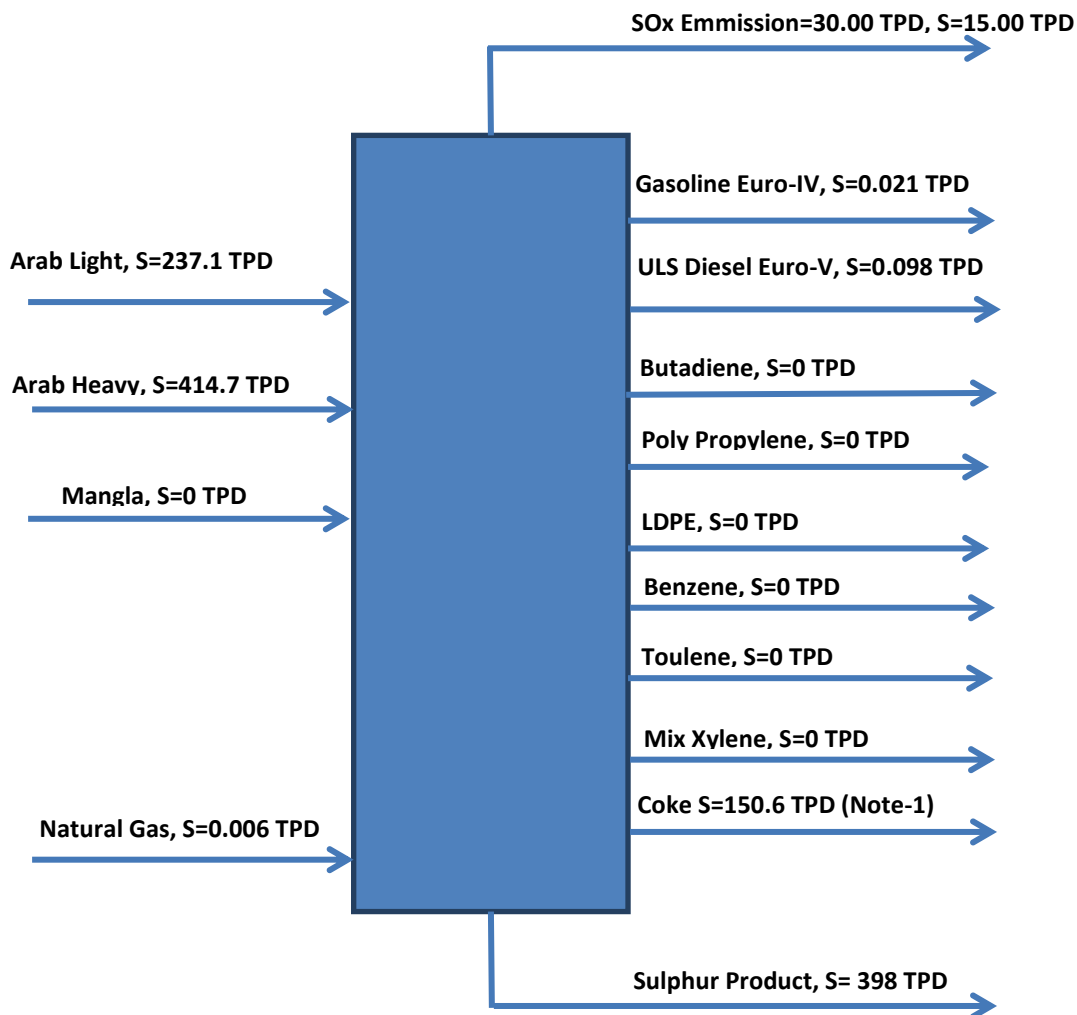 SOx Emmission=30.00 TPD, S=15.00 TPD
Gasoline Euro-IV, S=0.021 TPD
Arab Light, S=237.1 TPD
ULS Diesel Euro-V, S=0.098 TPD
Butadiene, S=0 TPD
Arab Heavy, S=414.7 TPD
Poly Propylene, S=0 TPD
Mangla, S=0 TPD
LDPE, S=0 TPD
Benzene, S=0 TPD
Toulene, S=0 TPD
Mix Xylene, S=0 TPD
Coke S=150.6 TPD (Note-1)
Natural Gas, S=0.006 TPD
Sulphur Product, S= 398 TPD